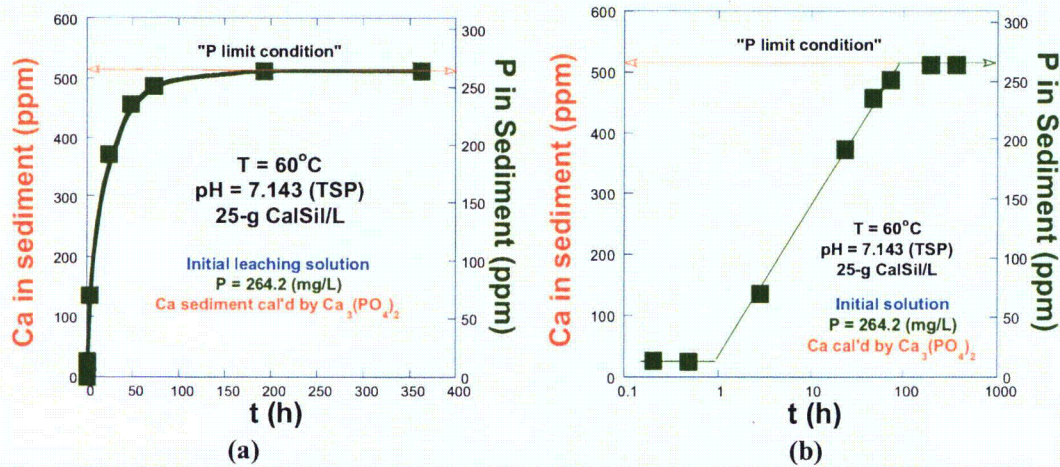 600
500
400
300
200
100
0
Ca in sediment (ppm)
"P limit condition"
T = 60°C
pH = 7.143 (TSP)
25-g CalSil/L
Initial leaching solution
P = 264.2 (mg/L)
Ca sediment cal'd by Ca₃(PO₄)₂
300
250
200
150
100
50
0
P in Sediment (ppm)
0 50 100 150 200 250 300 350 400
t (h)
(a)
600
500
400
300
200
100
0
Ca in sediment (ppm)
"P limit condition"
T = 60°C
pH = 7.143 (TSP)
25-g CalSil/L
Initial solution
P = 264.2 (mg/L)
Ca cal'd by Ca₃(PO₄)₂
300
250
200
150
100
50
0
P in Sediment (ppm)
0.1 1 10 100 1000
t (h)
(b)